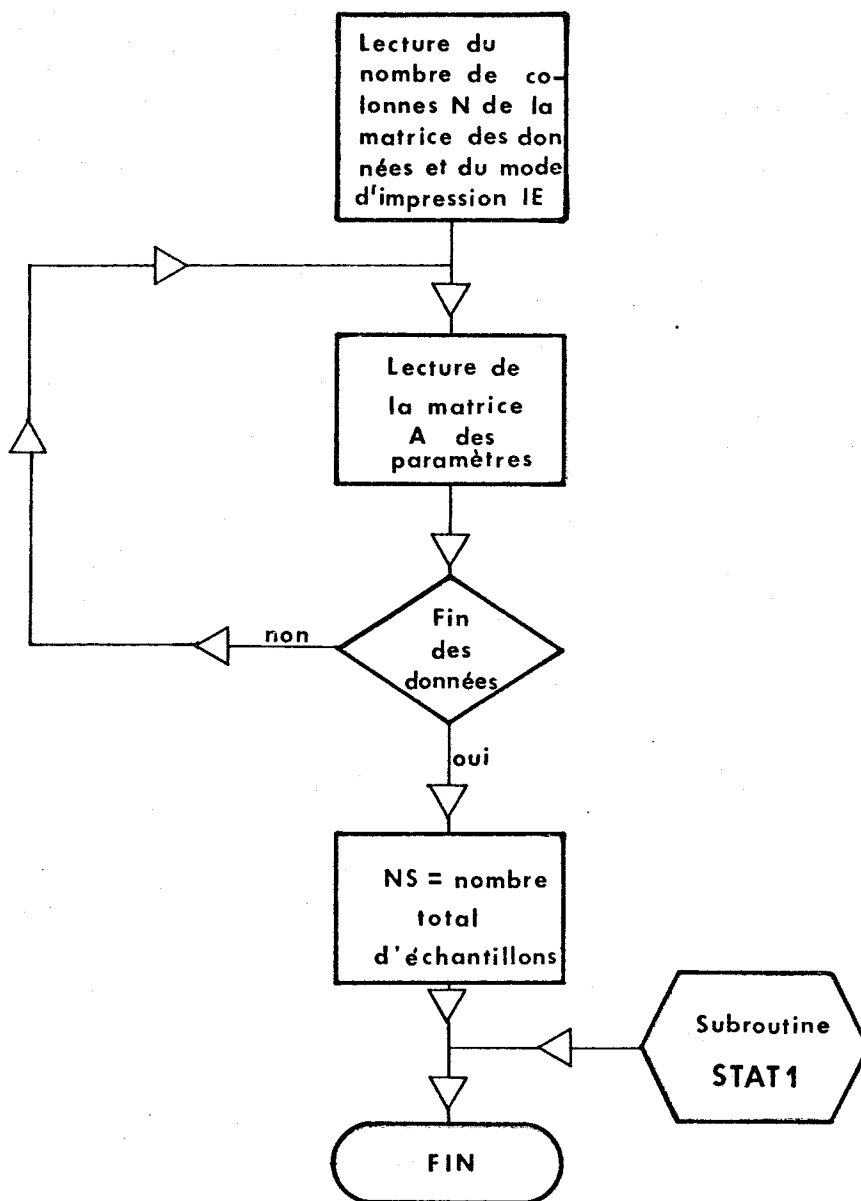 Lecture du
nombre de co-
lonnes N de la
matrice des don
nées et du mode
d'impression IE
Lecture de
la matrice
A des
paramètres
Fin
des
données
non
oui
NS = nombre
total
d'échantillons
Subroutine
STAT1
FIN